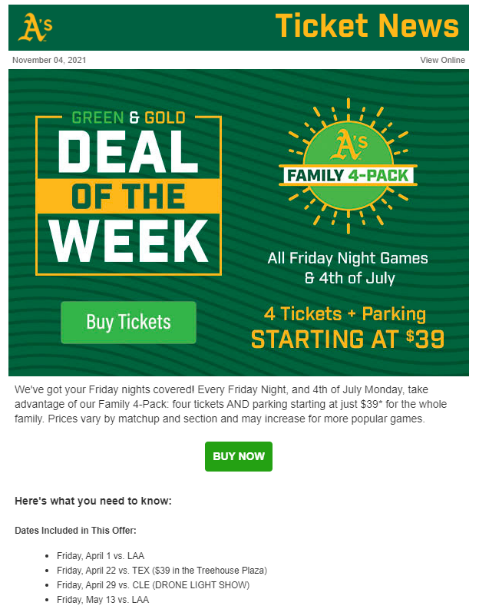 A's
Ticket News
November 04, 2021
View Online
GREEN & GOLD
DEAL
OF THE
WEEK
Buy Tickets
A's
FAMILY 4-PACK
All Friday Night Games
& 4th of July
4 Tickets + Parking
STARTING AT $39
We've got your Friday nights covered! Every Friday Night, and 4th of July Monday, take
advantage of our Family 4-Pack: four tickets AND parking starting at just $39* for the whole
family. Prices vary by matchup and section and may increase for more popular games.
BUY NOW
Here's what you need to know:
Dates Included in This Offer:
• Friday, April 1 vs. LAA
• Friday, April 22 vs. TEX ($39 in the Treehouse Plaza)
• Friday, April 29 vs. CLE (DRONE LIGHT SHOW)
• Friday, May 13 vs. LAA